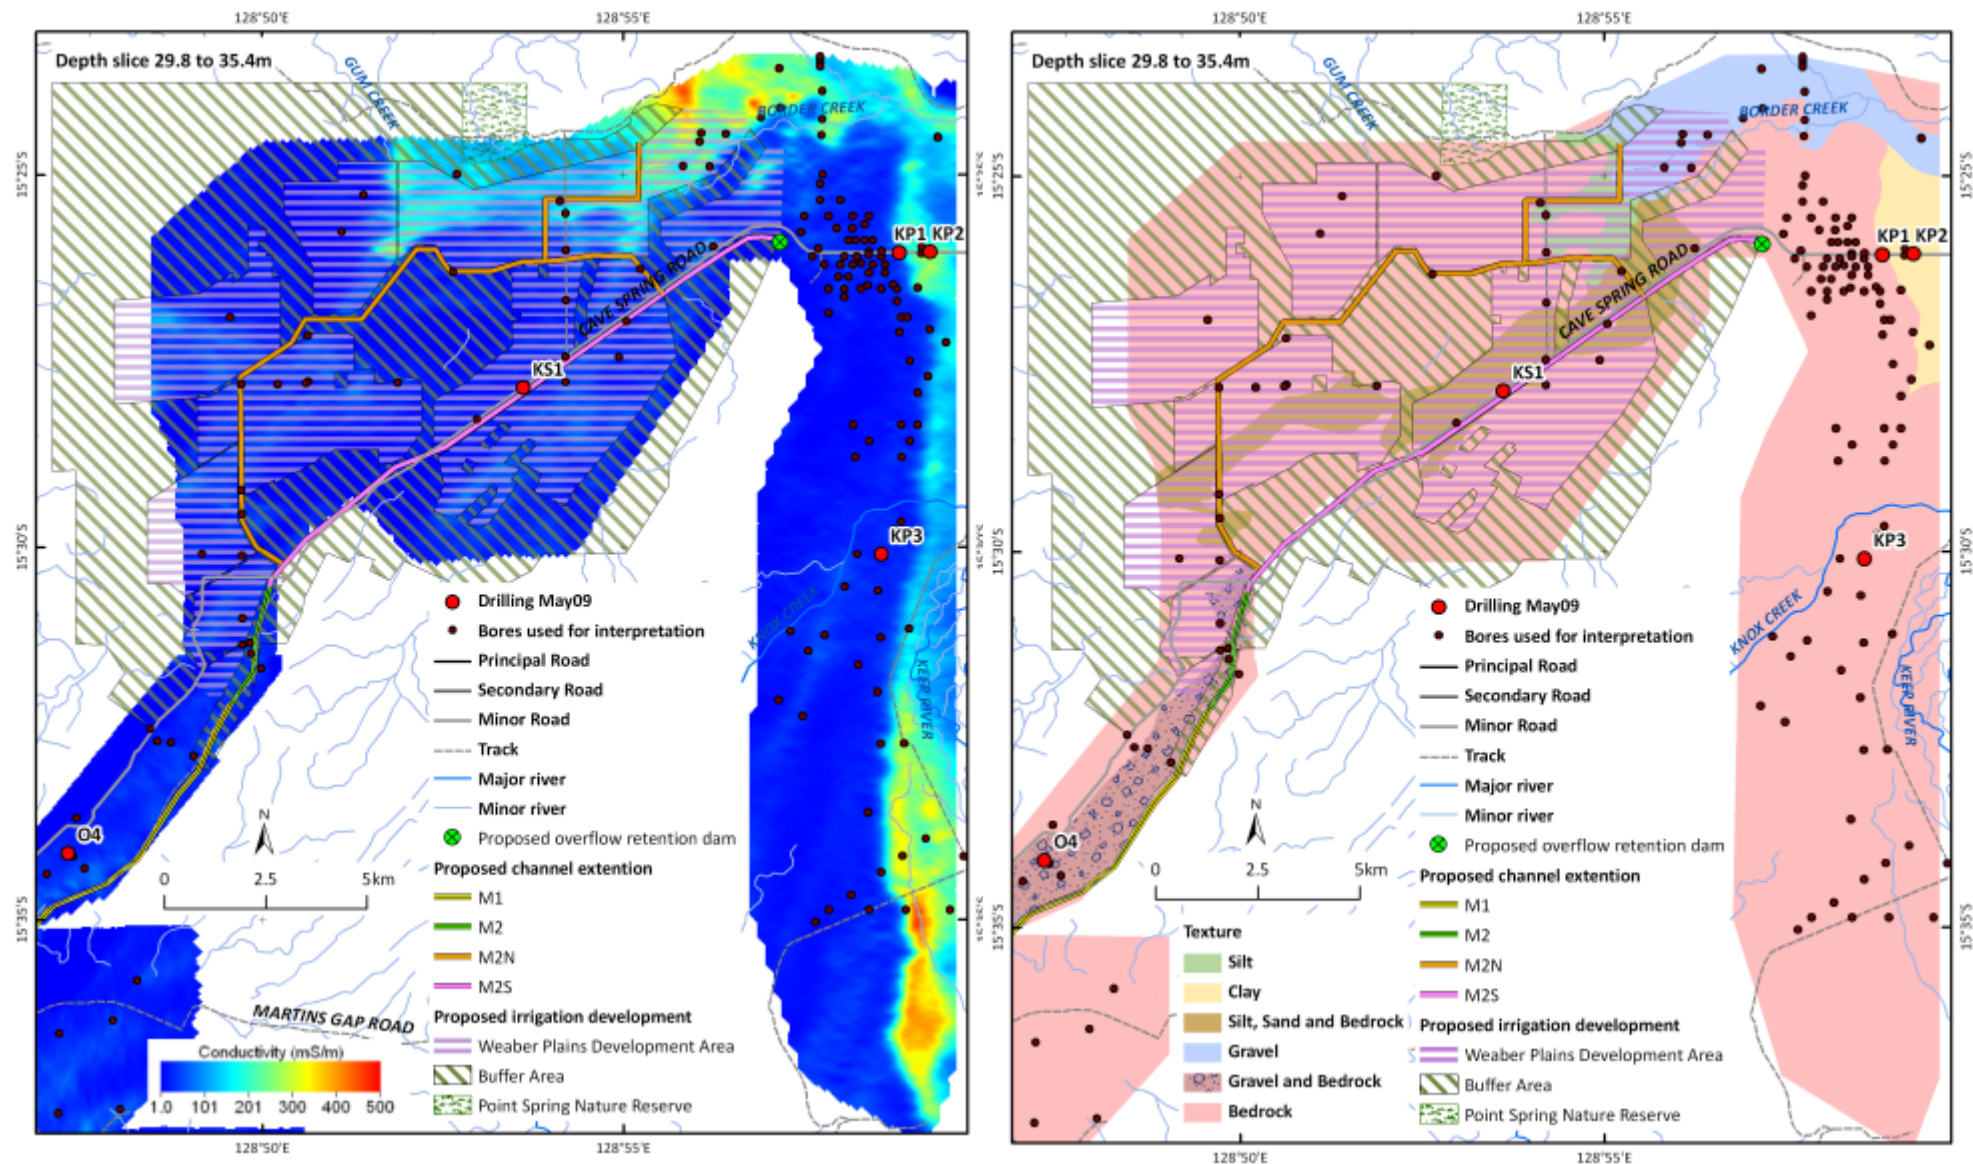 128°50'E 128°55'E 128°50'E 128°55'E
Depth slice 29.8 to 35.4m
GUM CREEK
BORDER CREEK
15°25'S
KP1 KP2
CAVE SPRING ROAD
KS1
15°30'S
KP3
KNOX CREEK
KEEP RIVER
O4
15°35'S
N
0 2.5 5km
MARTINS GAP ROAD
Conductivity (mS/m)
1.0 101 201 300 400 500
Drilling May09
Bores used for interpretation
Principal Road
Secondary Road
Minor Road
Track
Major river
Minor river
Proposed overflow retention dam
Proposed channel extention
M1
M2
M2N
M2S
Proposed irrigation development
Weaber Plains Development Area
Buffer Area
Point Spring Nature Reserve
128°50'E 128°55'E
Depth slice 29.8 to 35.4m
GUM CREEK
BORDER CREEK
15°25'S 15°25'S
KP1 KP2
CAVE SPRING ROAD
KS1
15°30'S 15°30'S
KP3
KNOX CREEK
KEEP RIVER
O4
15°35'S 15°35'S
N
0 2.5 5km
Texture
Silt
Clay
Silt, Sand and Bedrock
Gravel
Gravel and Bedrock
Bedrock
Drilling May09
Bores used for interpretation
Principal Road
Secondary Road
Minor Road
Track
Major river
Minor river
Proposed overflow retention dam
Proposed channel extention
M1
M2
M2N
M2S
Proposed irrigation development
Weaber Plains Development Area
Buffer Area
Point Spring Nature Reserve
128°50'E 128°55'E